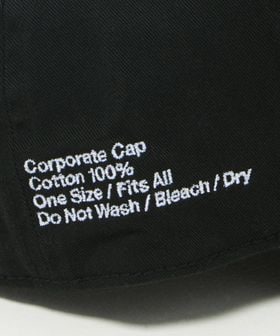 Corporate Cap
Cotton 100%
One Size / Fits All
Do Not Wash / Bleach / Dry